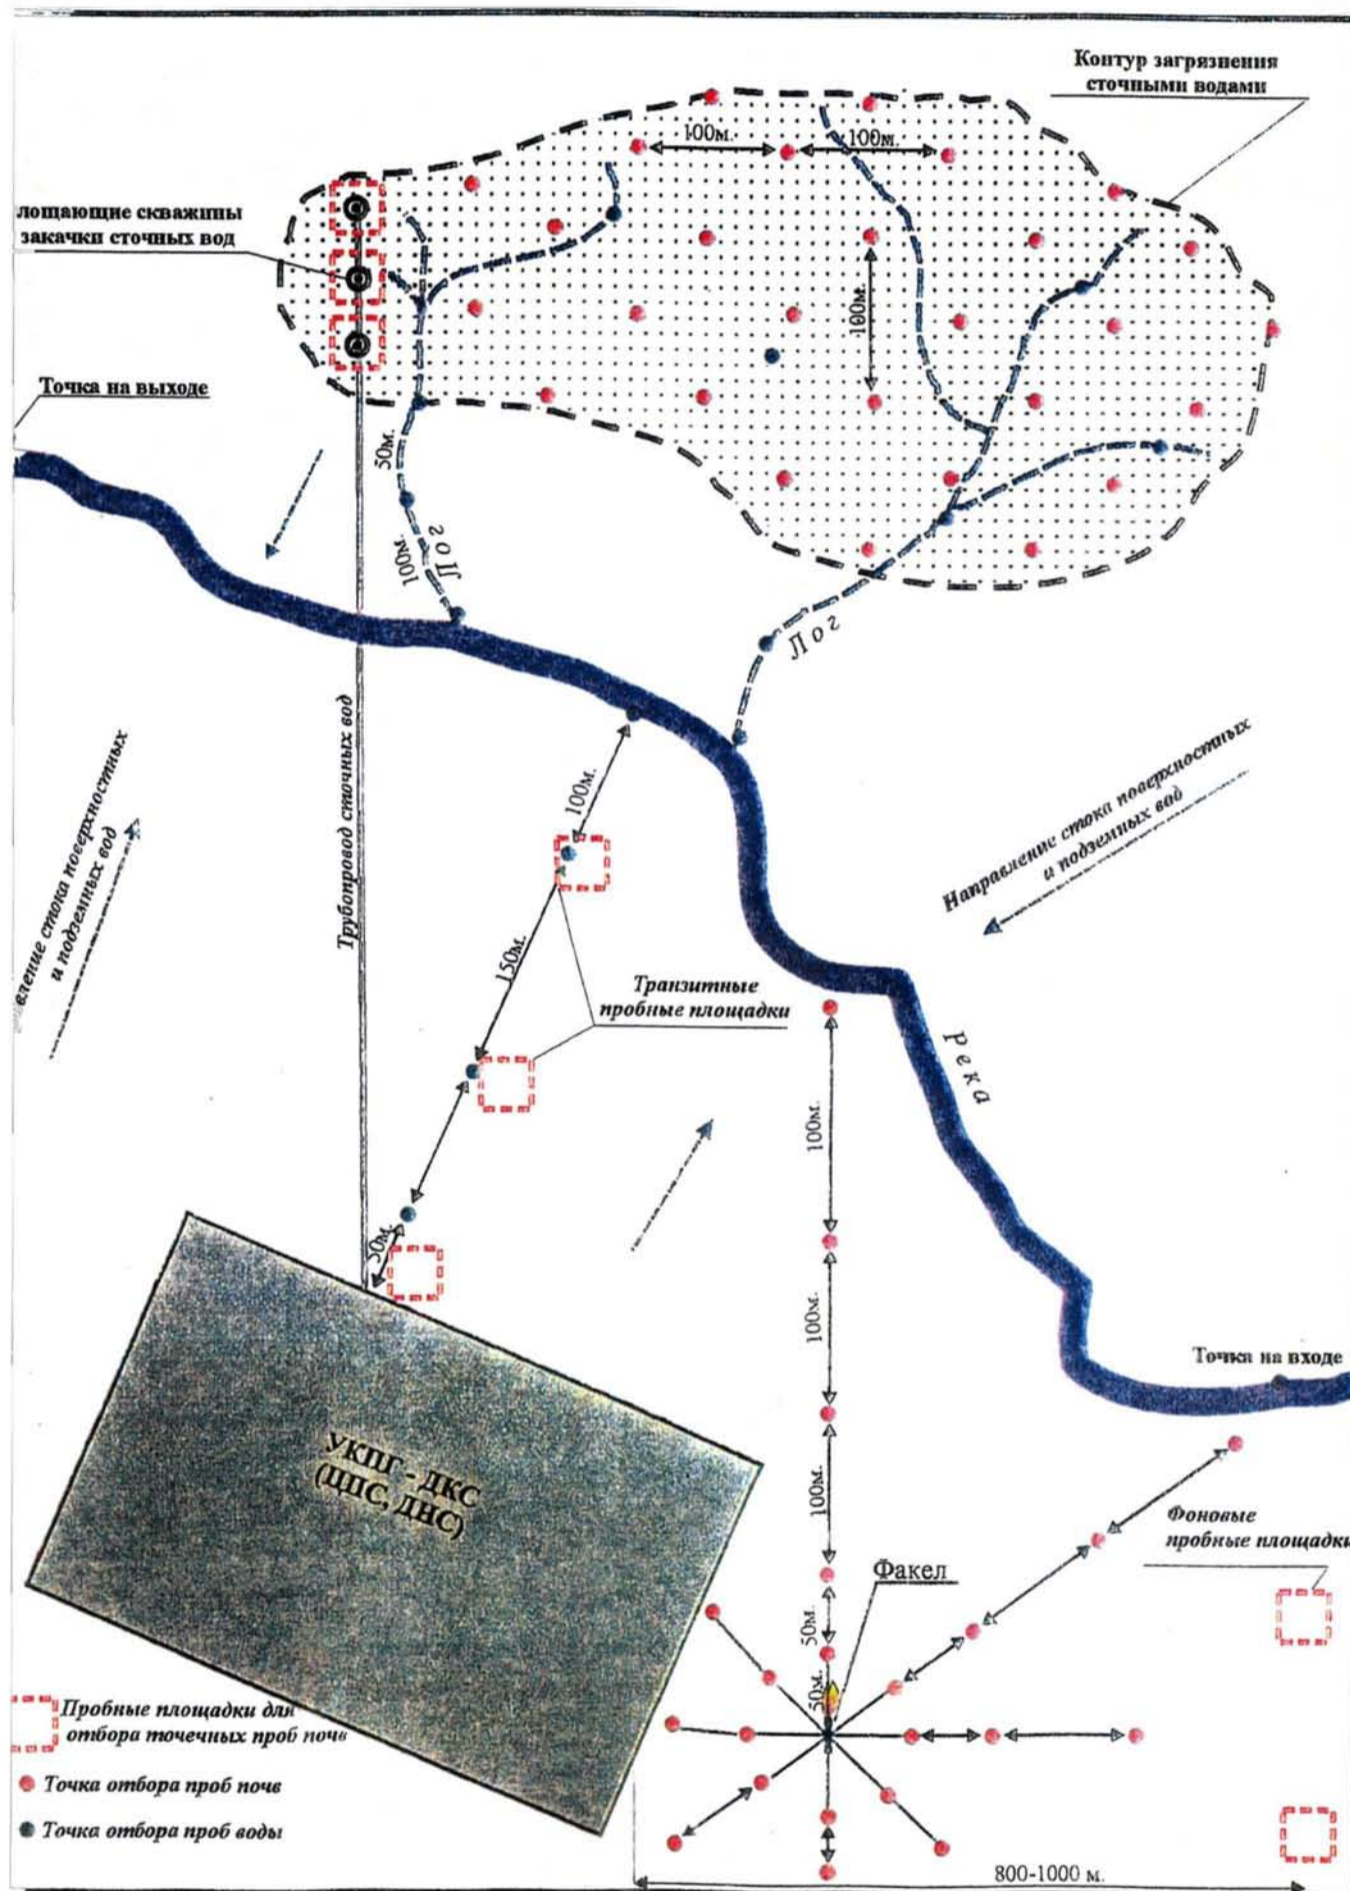 Контур загрязнения
сточными водами
100м.
100м.
лощающие скважины
закачки сточных вод
100м.
Точка на выходе
50м.
Лог
100м.
Лог
Трубопровод сточных вод
100м.
вление стока поверхностных
и подземных вод
Направление стока поверхностных
и подземных вод
150м.
Транзитные
пробные площадки
Река
100м.
50м.
100м.
Точка на входе
УКПГ - ДКС
(ЦПС, ДНС)
100м.
Фоновые
пробные площадки
Факел
50м.
50м.
Пробные площадки для
отбора точечных проб почв
Точка отбора проб почв
Точка отбора проб воды
800-1000 м.